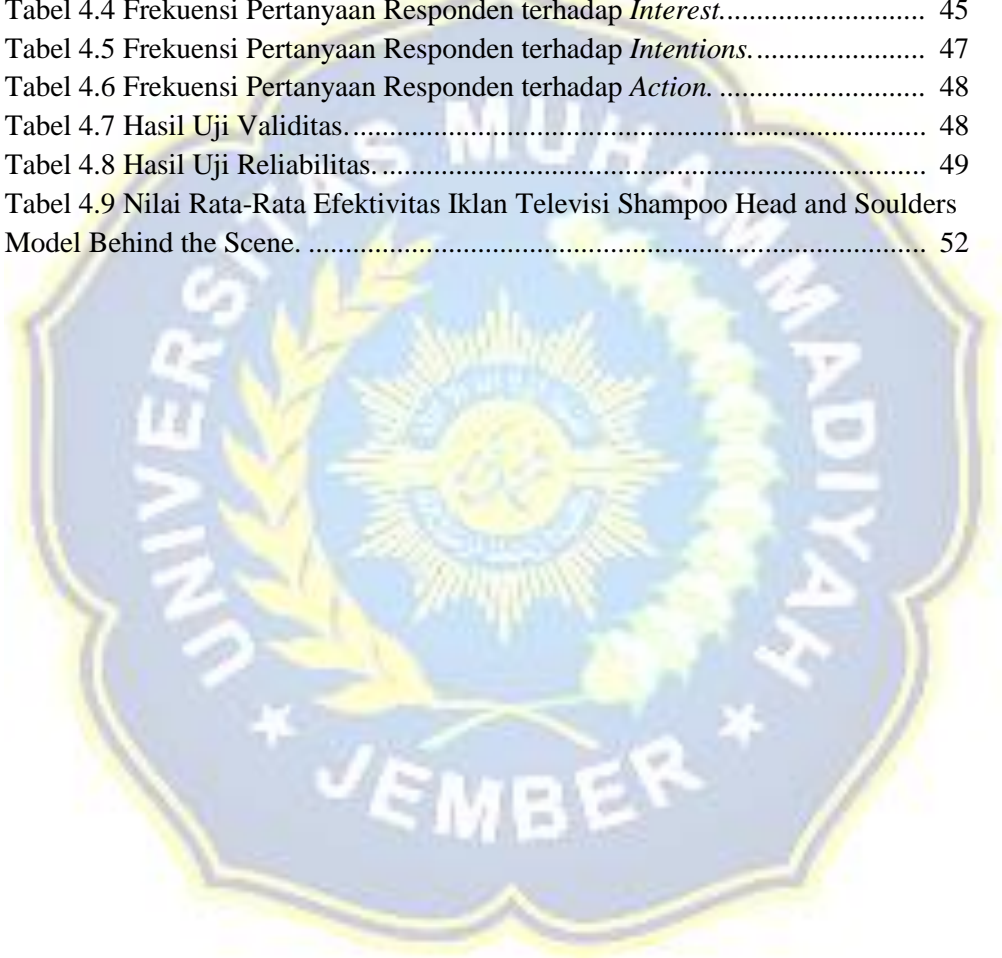 Tabel 4.4 Frekuensi Pertanyaan Responden terhadap Interest........................... 45
Tabel 4.5 Frekuensi Pertanyaan Responden terhadap Intentions....................... 47
Tabel 4.6 Frekuensi Pertanyaan Responden terhadap Action. ........................... 48
Tabel 4.7 Hasil Uji Validitas............................................................................ 48
Tabel 4.8 Hasil Uji Reliabilitas......................................................................... 49
Tabel 4.9 Nilai Rata-Rata Efektivitas Iklan Televisi Shampoo Head and Soulders
Model Behind the Scene. .................................................................................. 52
UNIVERSITAS MUHAMMADIYAH
JEMBER